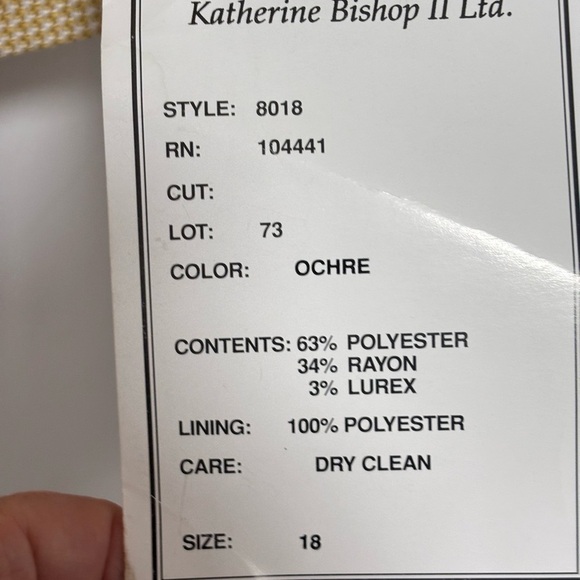 Katherine Bishop II Ltd.
STYLE: 8018
RN: 104441
CUT:
LOT: 73
COLOR: OCHRE
CONTENTS: 63% POLYESTER
34% RAYON
3% LUREX
LINING: 100% POLYESTER
CARE: DRY CLEAN
SIZE: 18